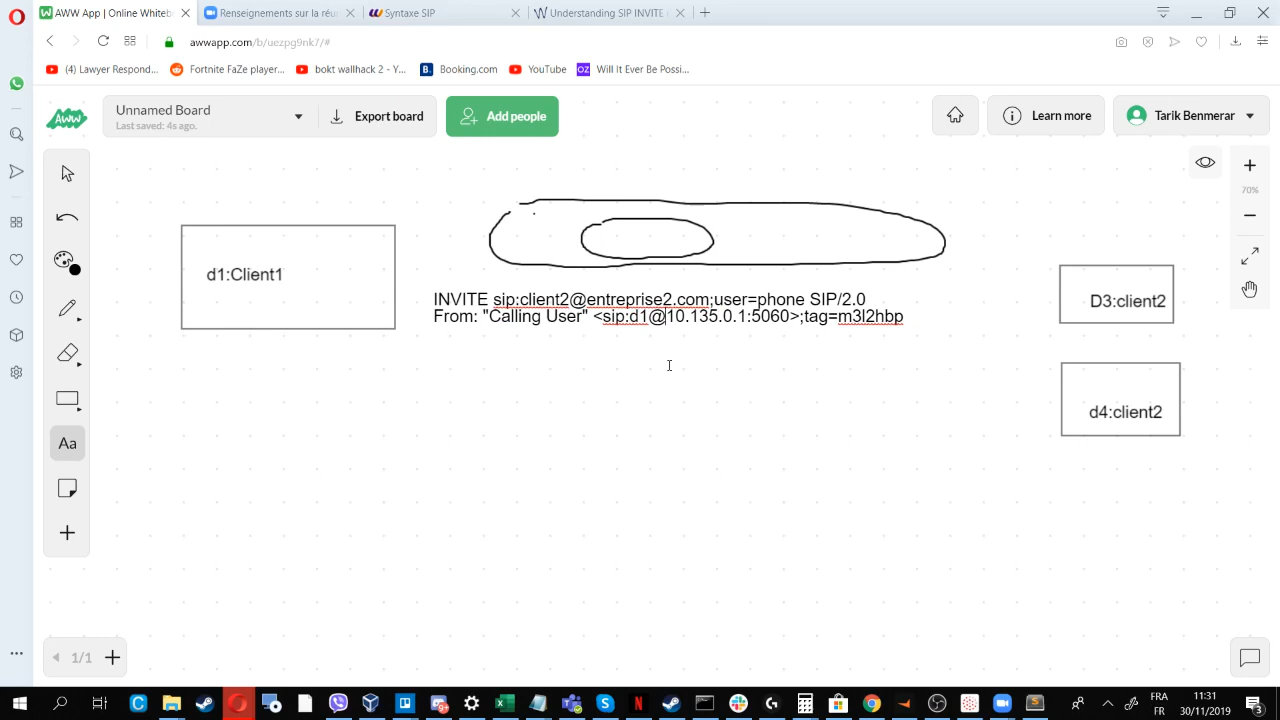 AWW App | Online Whiteb
Renseignements sur la réu
Syntaxe SIP
Understanding SIP INVITE
awwapp.com/b/uezpg9nk7/#
(4) Lawyer Respond...
Fortnite FaZe player...
bokt wallhack 2 - Y...
Booking.com
YouTube
Will It Ever Be Possi...
AWW
Unnamed Board
Last saved: 4s ago.
Export board
Add people
Learn more
Tarik Benmerar
70%
d1:Client1
INVITE sip:client2@entreprise2.com;user=phone SIP/2.0
From: "Calling User" <sip:d1@10.135.0.1:5060>;tag=m3l2hbp
D3:client2
d4:client2
Aa
1/1
FRA
FR
11:31
30/11/2019
3